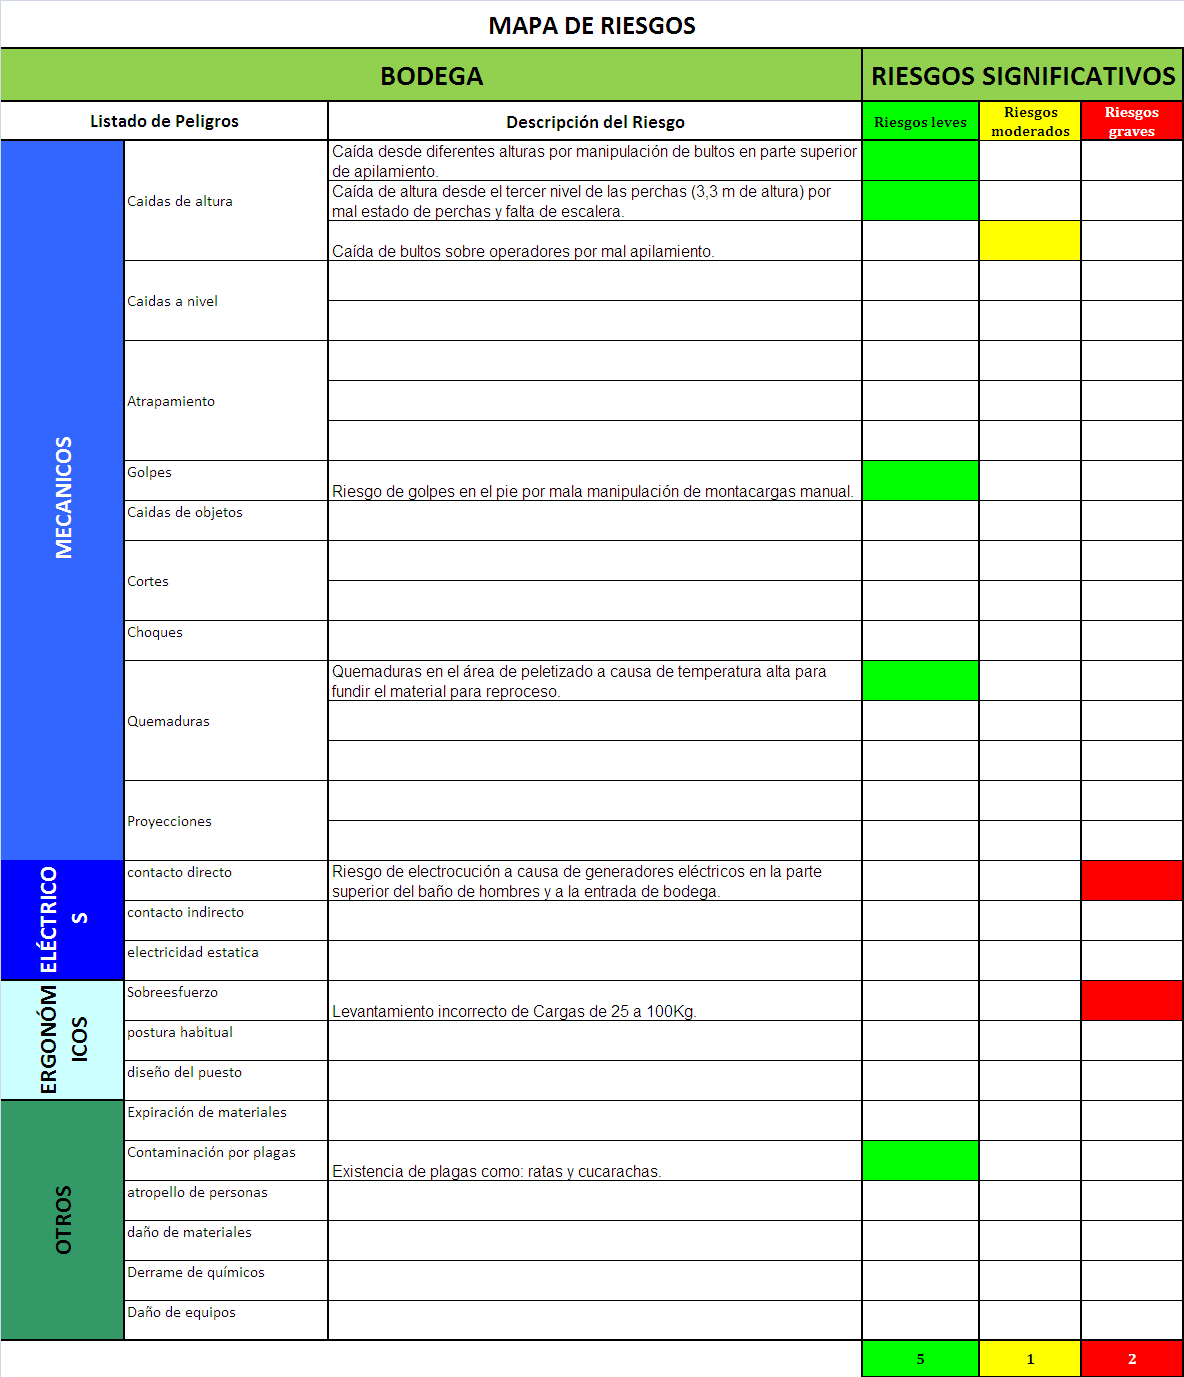 MAPA DE RIESGOS
BODEGA
RIESGOS SIGNIFICATIVOS
Listado de Peligros
Descripción del Riesgo
Riesgos leves
Riesgos
moderados
Riesgos
graves
MECANICOS
Caidas de altura
Caída desde diferentes alturas por manipulación de bultos en parte superior
de apilamiento.
Caída de altura desde el tercer nivel de las perchas (3,3 m de altura) por
mal estado de perchas y falta de escalera.
Caída de bultos sobre operadores por mal apilamiento.
Caidas a nivel
Atrapamiento
Golpes
Riesgo de golpes en el pie por mala manipulación de montacargas manual.
Caidas de objetos
Cortes
Choques
Quemaduras
Quemaduras en el área de peletizado a causa de temperatura alta para
fundir el material para reproceso.
Proyecciones
ELÉCTRICO
S
contacto directo
Riesgo de electrocución a causa de generadores eléctricos en la parte
superior del baño de hombres y a la entrada de bodega.
contacto indirecto
electricidad estatica
ERGONÓM
ICOS
Sobreesfuerzo
Levantamiento incorrecto de Cargas de 25 a 100Kg.
postura habitual
diseño del puesto
OTROS
Expiración de materiales
Contaminación por plagas
Existencia de plagas como: ratas y cucarachas.
atropello de personas
daño de materiales
Derrame de químicos
Daño de equipos
5
1
2